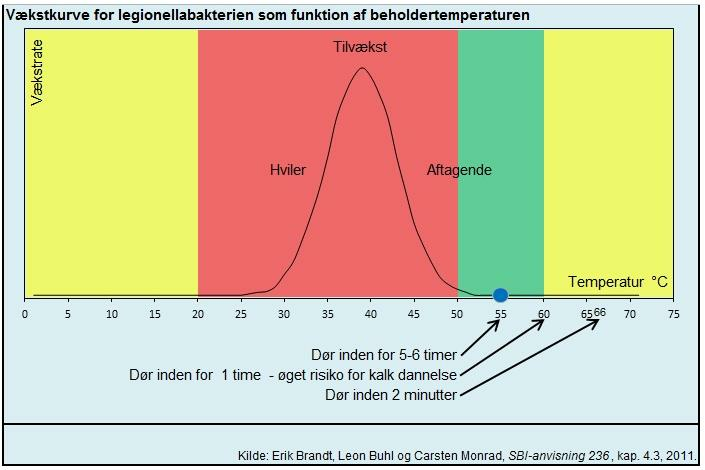 Vækstkurve for legionellabakterien som funktion af beholdertemperaturen
Vækstrate
Tilvækst
Hviler
Aftagende
Temperatur °C
0 5 10 15 20 25 30 35 40 45 50 55 60 65 66 70 75
Dør inden for 5-6 timer
Dør inden for 1 time - øget risiko for kalk dannelse
Dør inden 2 minutter
Kilde: Erik Brandt, Leon Buhl og Carsten Monrad, SBI-anvisning 236, kap. 4.3, 2011.